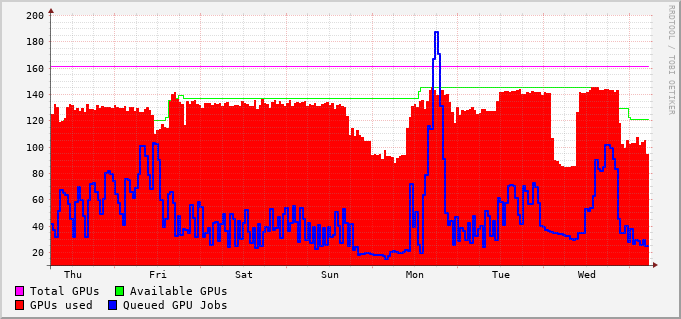 200
180
160
140
120
100
80
60
40
20
Thu Fri Sat Sun Mon Tue Wed
Total GPUs Available GPUs
GPUs used Queued GPU Jobs
RRDTOOL / TOBI OETIKER